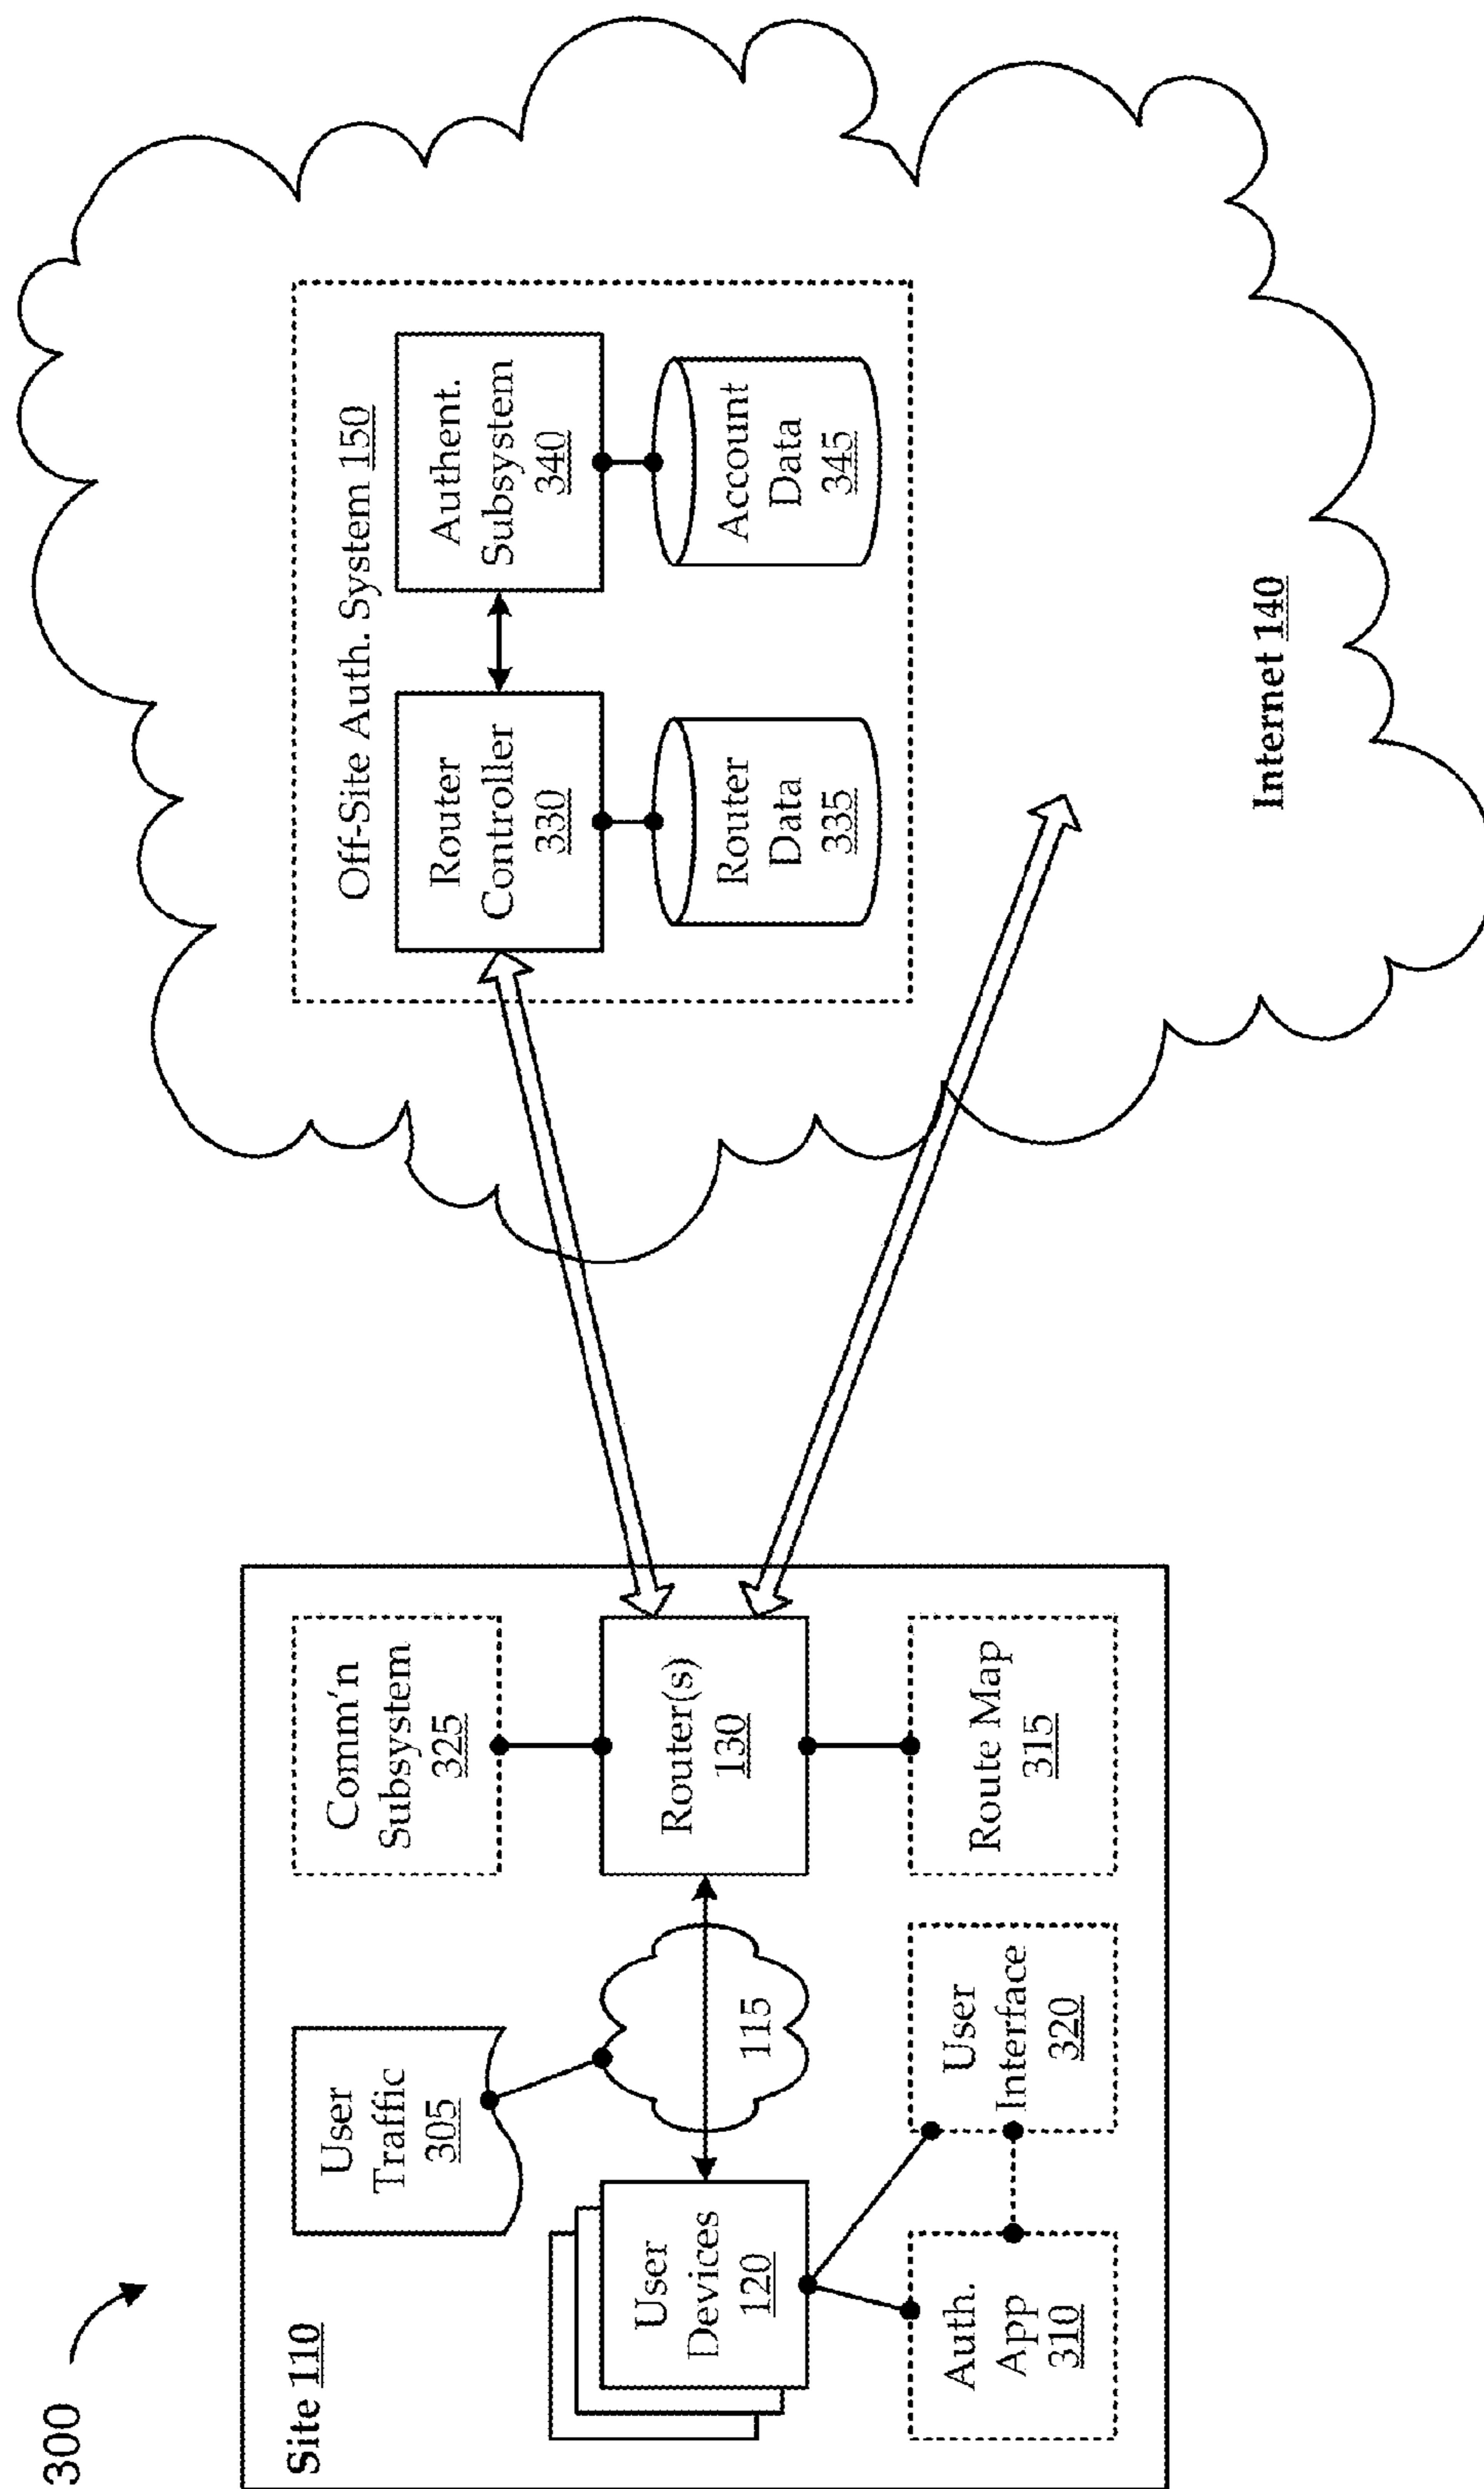 300
Site 110
User
Traffic
305
Comm'n
Subsystem
325
User
Devices
120
115
Router(s)
130
Auth.
App
310
User
Interface
320
Route Map
315
Off-Site Auth. System 150
Router
Controller
330
Authent.
Subsystem
340
Router
Data
335
Account
Data
345
Internet 140